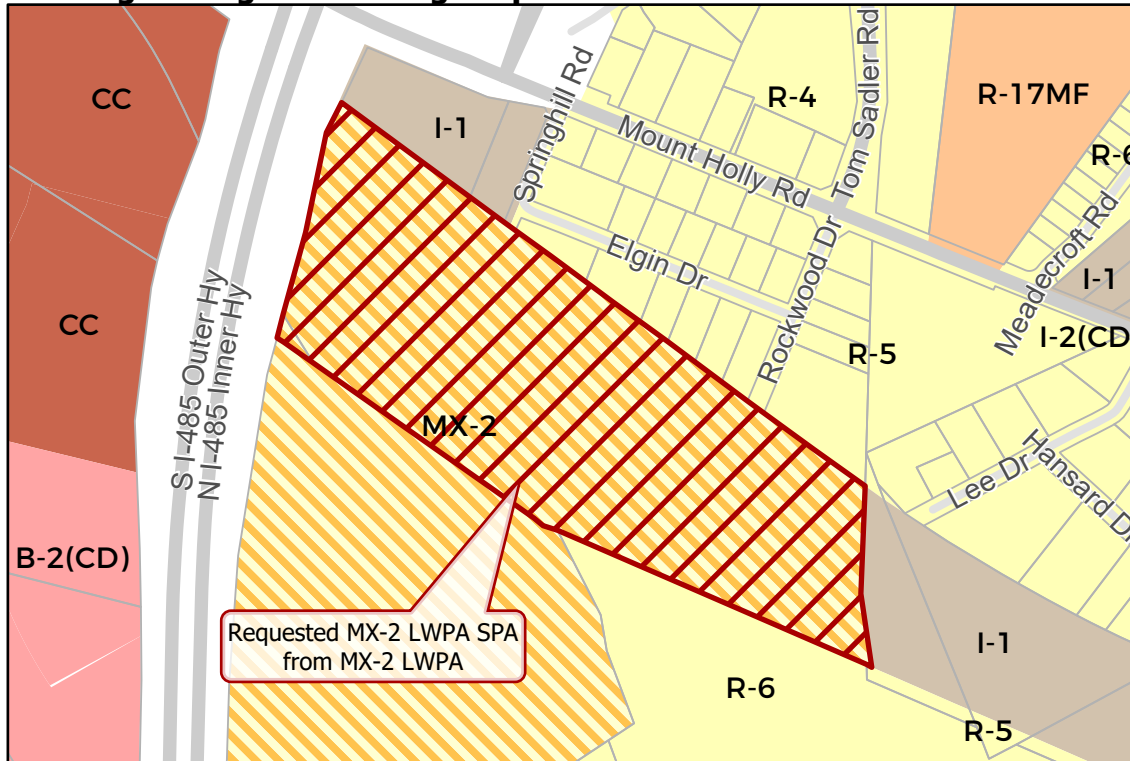 CC
I-1
Springhill Rd
R-4
Tom Sadler Rd
R-17MF
Mount Holly Rd
Meadecroft Rd
Elgin Dr
Rockwood Dr
I-1
CC
S I-485 Outer Hy
N I-485 Inner Hy
R-5
I-2(CD
MX-2
Lee Dr
Hansard Dr
B-2(CD)
Requested MX-2 LWPA SPA
from MX-2 LWPA
I-1
R-6
R-5